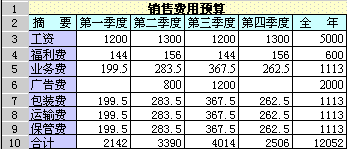 1 销售费用预算
2 摘 要 第一季度 第二季度 第三季度 第四季度 全 年
3 工资 1200 1300 1200 1300 5000
4 福利费 144 156 144 156 600
5 业务费 199.5 283.5 367.5 262.5 1113
6 广告费 800 1200 2000
7 包装费 199.5 283.5 367.5 262.5 1113
8 运输费 199.5 283.5 367.5 262.5 1113
9 保管费 199.5 283.5 367.5 262.5 1113
10 合计 2142 3390 4014 2506 12052